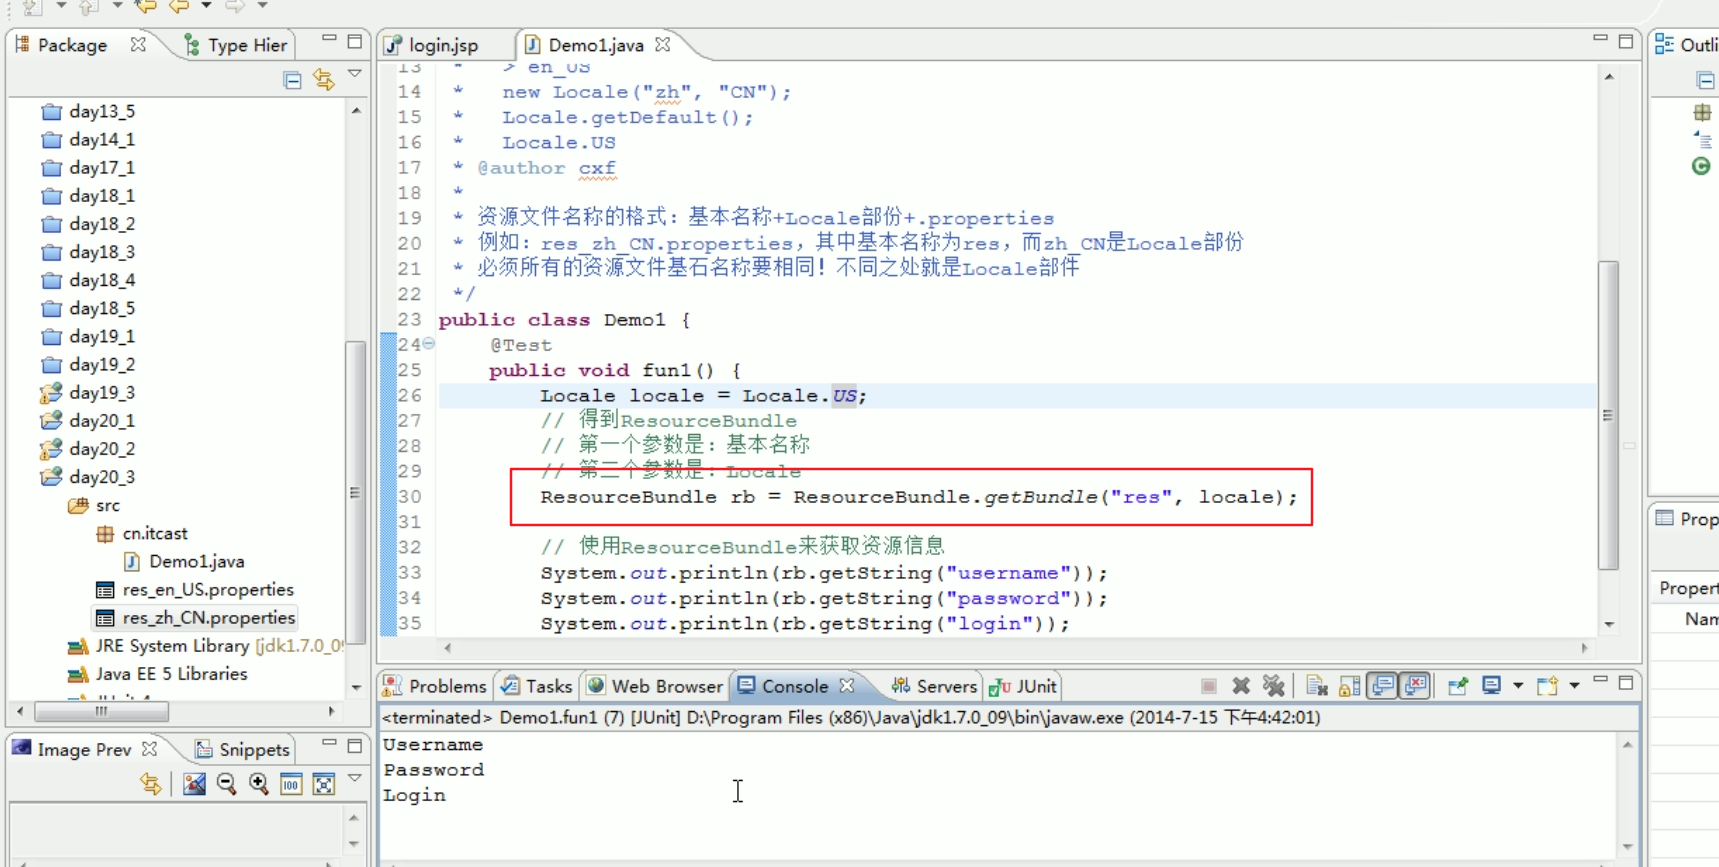 Package
Type Hier
day13_5
day14_1
day17_1
day18_1
day18_2
day18_3
day18_4
day18_5
day19_1
day19_2
day19_3
day20_1
day20_2
day20_3
src
cn.itcast
Demo1.java
res_en_US.properties
res_zh_CN.properties
JRE System Library [jdk1.7.0_0
Java EE 5 Libraries
Image Prev
Snippets
login.jsp
Demo1.java
13 * > en_US
14 * new Locale("zh", "CN");
15 * Locale.getDefault();
16 * Locale.US
17 * @author cxf
18 *
19 * 资源文件名称的格式：基本名称+Locale部份+.properties
20 * 例如：res_zh_CN.properties，其中基本名称为res，而zh_CN是Locale部份
21 * 必须所有的资源文件基石名称要相同！不同之处就是Locale部件
22 */
23 public class Demo1 {
24 @Test
25 public void fun1() {
26 Locale locale = Locale.US;
27 // 得到ResourceBundle
28 // 第一个参数是：基本名称
29 // 第二个参数是：Locale
30 ResourceBundle rb = ResourceBundle.getBundle("res", locale);
31
32 // 使用ResourceBundle来获取资源信息
33 System.out.println(rb.getString("username"));
34 System.out.println(rb.getString("password"));
35 System.out.println(rb.getString("login"));
Problems
Tasks
Web Browser
Console
Servers
JUnit
<terminated> Demo1.fun1 (7) [JUnit] D:\Program Files (x86)\Java\jdk1.7.0_09\bin\javaw.exe (2014-7-15 下午4:42:01)
Username
Password
Login
Outli
Prop
Propert
Nam